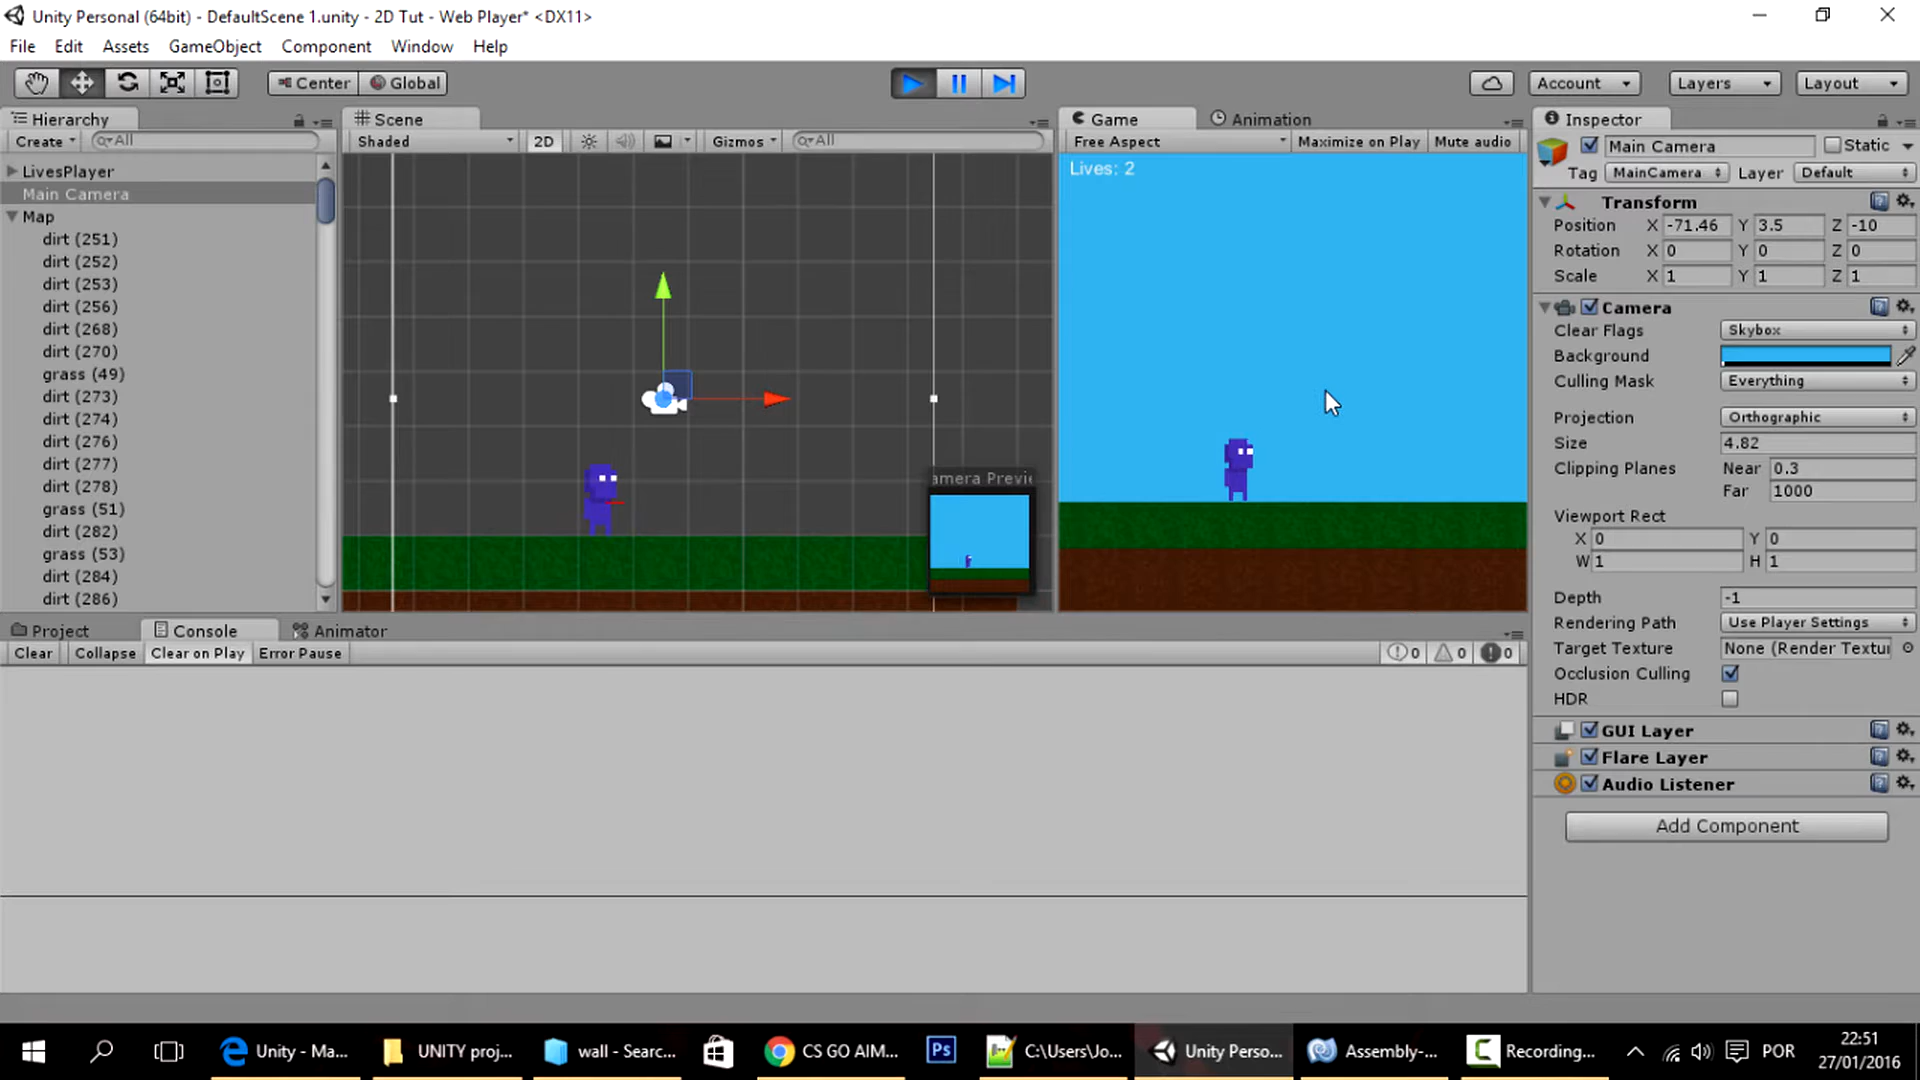 Unity Personal (64bit) - DefaultScene 1.unity - 2D Tut - Web Player* <DX11>
File Edit Assets GameObject Component Window Help
Center Global Account Layers Layout
Hierarchy
Create All
LivesPlayer
Main Camera
Map
dirt (251)
dirt (252)
dirt (253)
dirt (256)
dirt (268)
dirt (270)
grass (49)
dirt (273)
dirt (274)
dirt (276)
dirt (277)
dirt (278)
grass (51)
dirt (282)
grass (53)
dirt (284)
dirt (286)
Scene
Shaded 2D Gizmos All
amera Previe
Game Animation
Free Aspect Maximize on Play Mute audio
Lives: 2
Inspector
Main Camera Static
Tag MainCamera Layer Default
Transform
Position X -71.46 Y 3.5 Z -10
Rotation X 0 Y 0 Z 0
Scale X 1 Y 1 Z 1
Camera
Clear Flags Skybox
Background
Culling Mask Everything
Projection Orthographic
Size 4.82
Clipping Planes Near 0.3
Far 1000
Viewport Rect
X 0 Y 0
W 1 H 1
Depth -1
Rendering Path Use Player Settings
Target Texture None (Render Textu
Occlusion Culling
HDR
GUI Layer
Flare Layer
Audio Listener
Add Component
Project Console Animator
Clear Collapse Clear on Play Error Pause 0 0 0
Unity - Ma... UNITY proj... wall - Searc... CS GO AIM... Ps C:\Users\Jo... Unity Perso... Assembly-... Recording... POR
22:51
27/01/2016